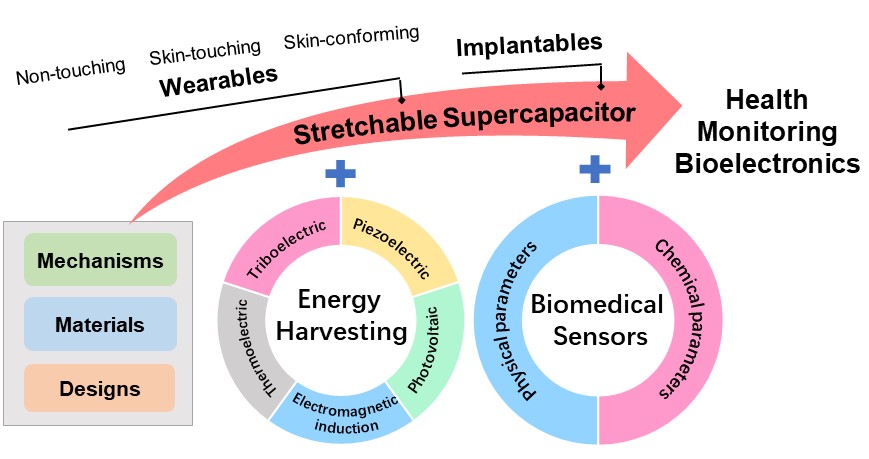 Non-touching
Skin-touching
Skin-conforming
Wearables
Implantables
Stretchable Supercapacitor
Health
Monitoring
Bioelectronics
Mechanisms
Materials
Designs
Energy
Harvesting
Triboelectric
Piezoelectric
Photovoltaic
Electromagnetic
induction
Thermoelectric
Biomedical
Sensors
Physical parameters
Chemical parameters